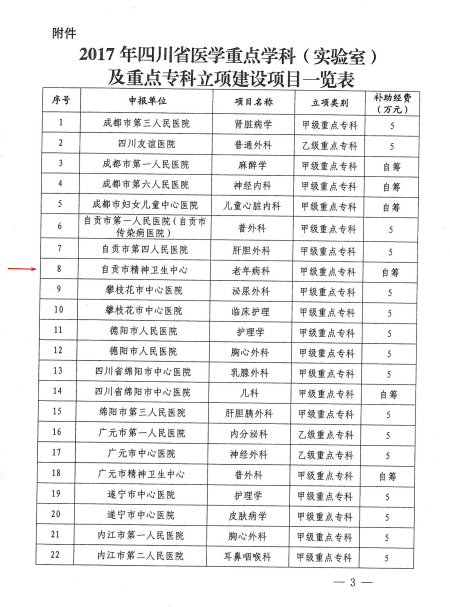 附件
2017年四川省医学重点学科（实验室）
及重点专科立项建设项目一览表
序号 申报单位 项目名称 立项类别 补助经费（万元）
1 成都市第三人民医院 肾脏病学 甲级重点专科 5
2 四川友谊医院 普通外科 乙级重点专科 5
3 成都市第一人民医院 麻醉学 甲级重点专科 自筹
4 成都市第六人民医院 神经内科 甲级重点专科 自筹
5 成都市妇女儿童中心医院 儿童心脏内科 甲级重点专科 自筹
6 自贡市第一人民医院（自贡市传染病医院） 普外科 甲级重点专科 5
7 自贡市第四人民医院 肝胆外科 甲级重点专科 5
8 自贡市精神卫生中心 老年病科 甲级重点专科 自筹
9 攀枝花市中心医院 泌尿外科 甲级重点专科 5
10 攀枝花市中心医院 临床护理 甲级重点专科 5
11 德阳市人民医院 护理学 甲级重点专科 5
12 德阳市人民医院 胸心外科 甲级重点专科 5
13 四川省绵阳市中心医院 乳腺外科 甲级重点专科 5
14 四川省绵阳市中心医院 儿科 甲级重点专科 自筹
15 绵阳市第三人民医院 肝胆胰外科 甲级重点专科 5
16 广元市第一人民医院 内分泌科 乙级重点专科 5
17 广元市中心医院 神经外科 乙级重点专科 5
18 广元市精神卫生中心 普外科 甲级重点专科 自筹
19 遂宁市中心医院 护理学 甲级重点专科 5
20 遂宁市中心医院 皮肤病学 甲级重点专科 5
21 内江市第一人民医院 胸心外科 甲级重点专科 5
22 内江市第二人民医院 耳鼻咽喉科 甲级重点专科 5
— 3 —